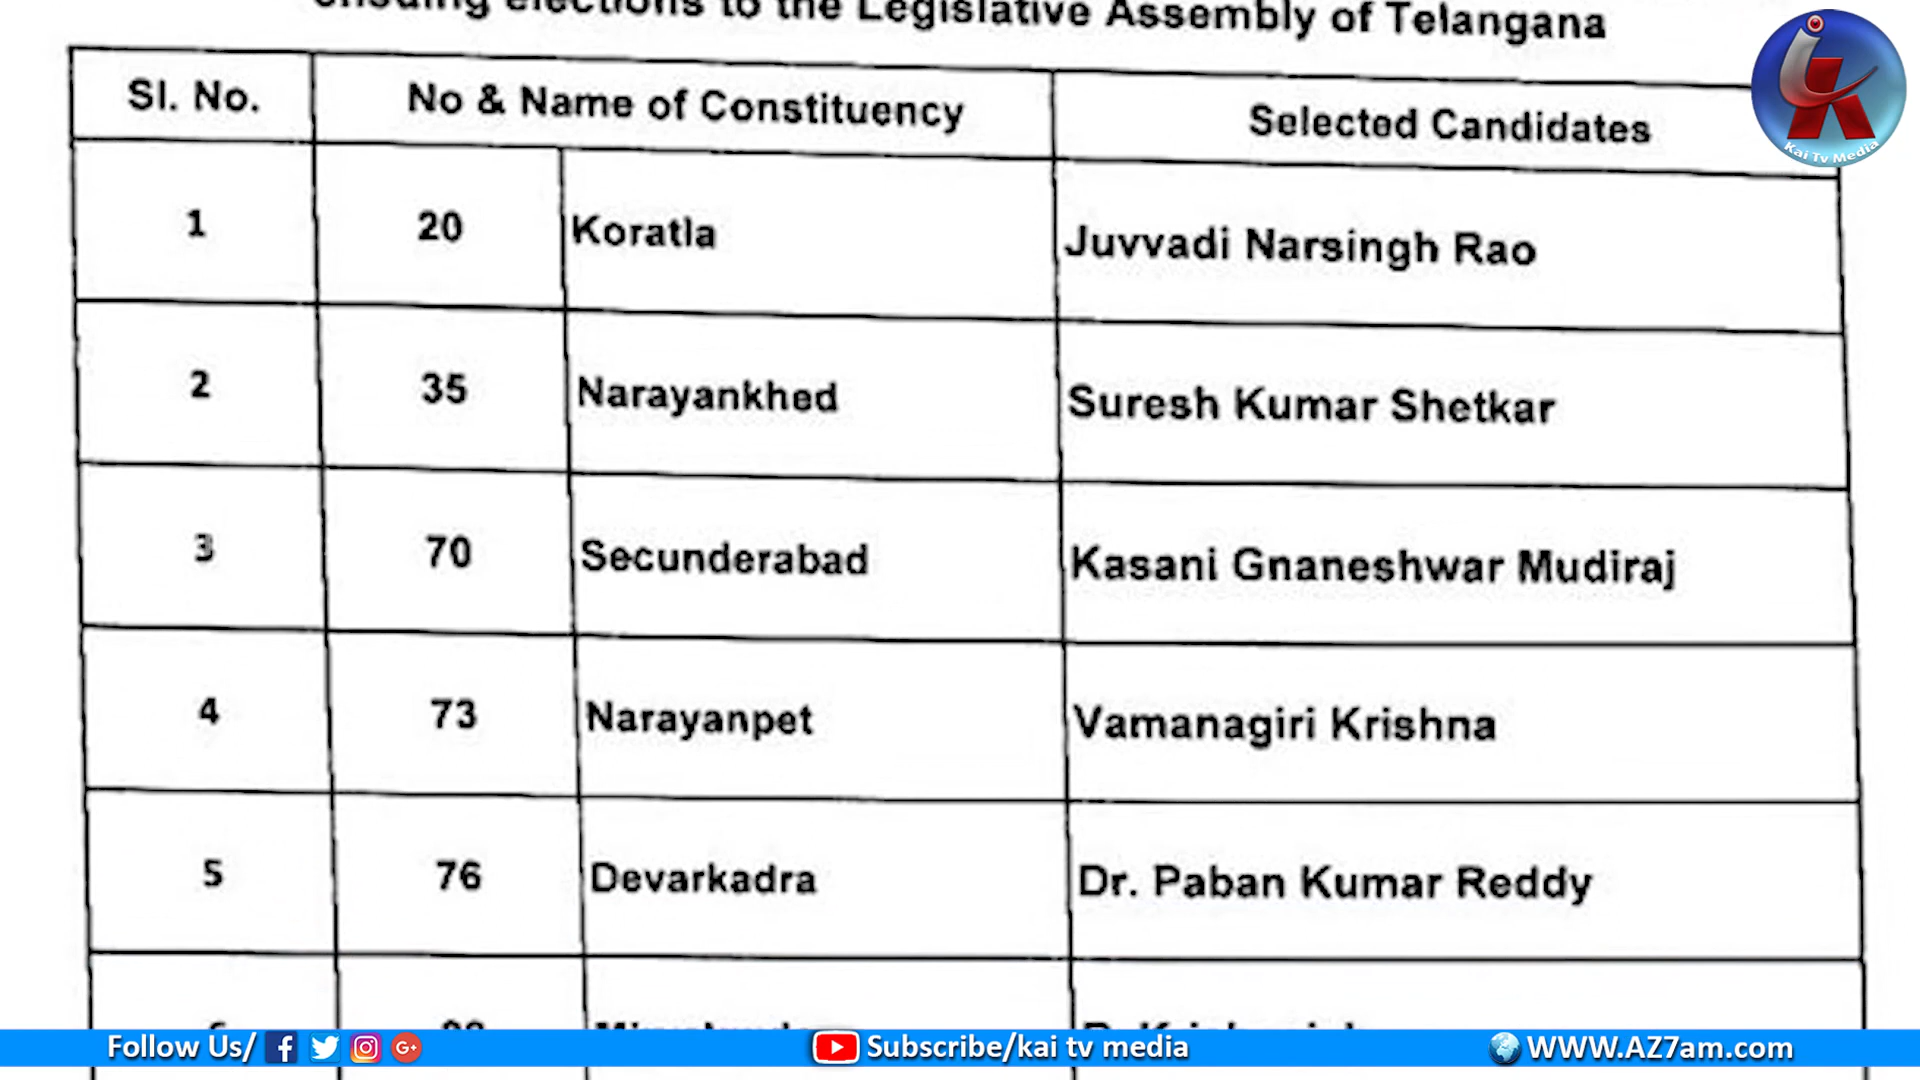 ensuing elections to the Legislative Assembly of Telangana
Sl. No. No & Name of Constituency Selected Candidates
1 20 Koratla Juvvadi Narsingh Rao
2 35 Narayankhed Suresh Kumar Shetkar
3 70 Secunderabad Kasani Gnaneshwar Mudiraj
4 73 Narayanpet Vamanagiri Krishna
5 76 Devarkadra Dr. Paban Kumar Reddy
Kai Tv Media
Follow Us/ Subscribe/kai tv media WWW.AZ7am.com